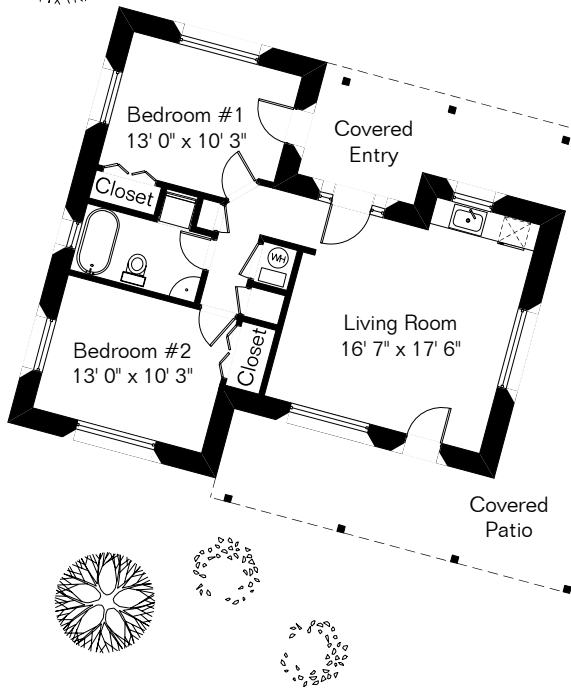 Bedroom #1
13' 0" x 10' 3"
Covered
Entry
Closet
WH
Living Room
16' 7" x 17' 6"
Bedroom #2
13' 0" x 10' 3"
Closet
Covered
Patio